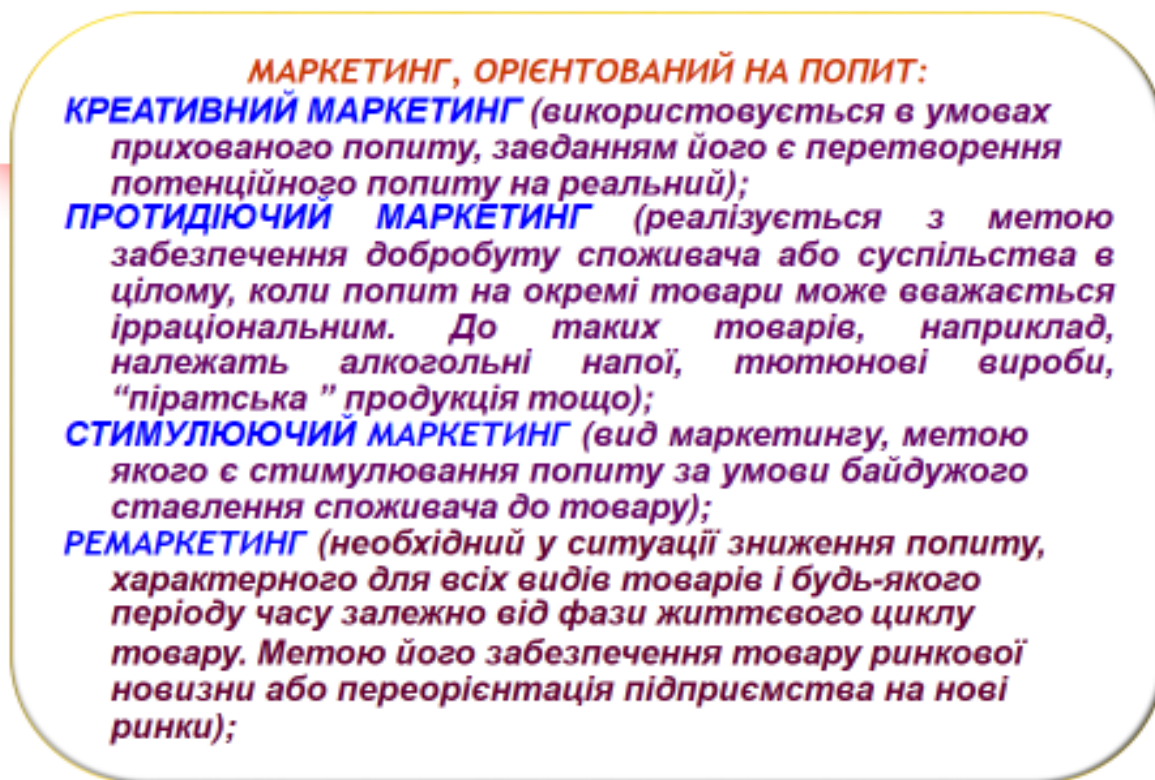 МАРКЕТИНГ, ОРІЄНТОВАНИЙ НА ПОПИТ:
КРЕАТИВНИЙ МАРКЕТИНГ (використовується в умовах
прихованого попиту, завданням його є перетворення
потенційного попиту на реальний);
ПРОТИДІЮЧИЙ МАРКЕТИНГ (реалізується з метою
забезпечення добробуту споживача або суспільства в
цілому, коли попит на окремі товари може вважається
ірраціональним. До таких товарів, наприклад,
належать алкогольні напої, тютюнові вироби,
“піратська ” продукція тощо);
СТИМУЛЮЮЧИЙ МАРКЕТИНГ (вид маркетингу, метою
якого є стимулювання попиту за умови байдужого
ставлення споживача до товару);
РЕМАРКЕТИНГ (необхідний у ситуації зниження попиту,
характерного для всіх видів товарів і будь-якого
періоду часу залежно від фази життєвого циклу
товару. Метою його забезпечення товару ринкової
новизни або переорієнтація підприємства на нові
ринки);